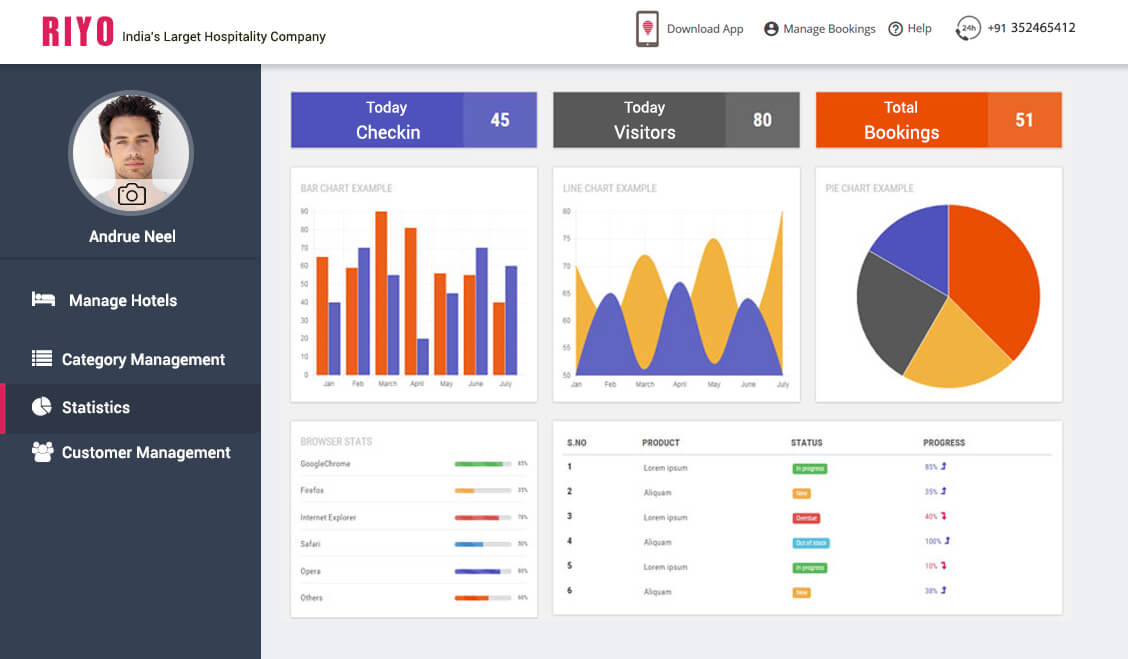 RIYO India's Larget Hospitality Company
Download App
Manage Bookings
Help
24h +91 352465412
Andrue Neel
Manage Hotels
Category Management
Statistics
Customer Management
Today
Checkin
45
Today
Visitors
80
Total
Bookings
51
BAR CHART EXAMPLE
90
80
70
60
50
40
30
20
10
0
Jan Feb March April May June July
LINE CHART EXAMPLE
80
75
70
65
60
55
50
Jan Feb March April May June July
PIE CHART EXAMPLE
BROWSER STATS
GoogleChrome 85%
Firefox 35%
Internet Explorer 78%
Safari 50%
Opera 80%
Others 60%
S.NO PRODUCT STATUS PROGRESS
1 Lorem ipsum In progress 85%
2 Aliquam New 35%
3 Lorem ipsum Overdue 40%
4 Aliquam Out of stock 100%
5 Lorem ipsum In progress 10%
6 Aliquam New 38%